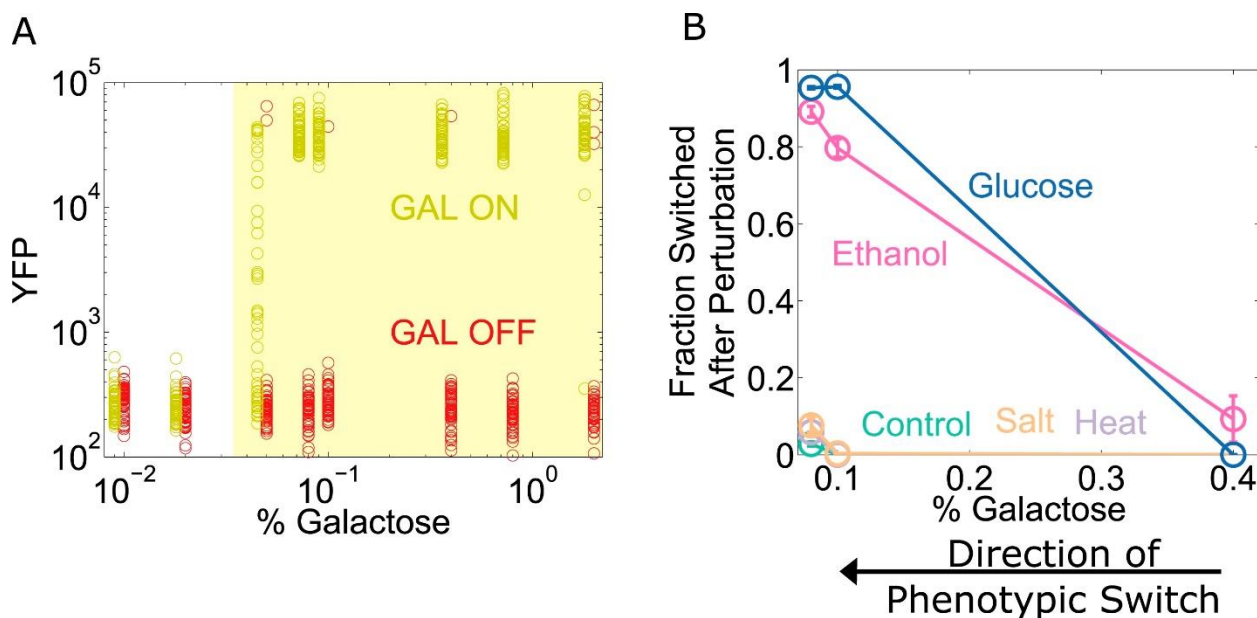 A
YFP
10^5
10^4
10^3
10^2
GAL ON
GAL OFF
10^−2
10^−1
10^0
% Galactose
B
Fraction Switched
After Perturbation
1
0.8
0.6
0.4
0.2
0
Glucose
Ethanol
Control
Salt
Heat
0.1
0.2
0.3
0.4
% Galactose
Direction of
Phenotypic Switch